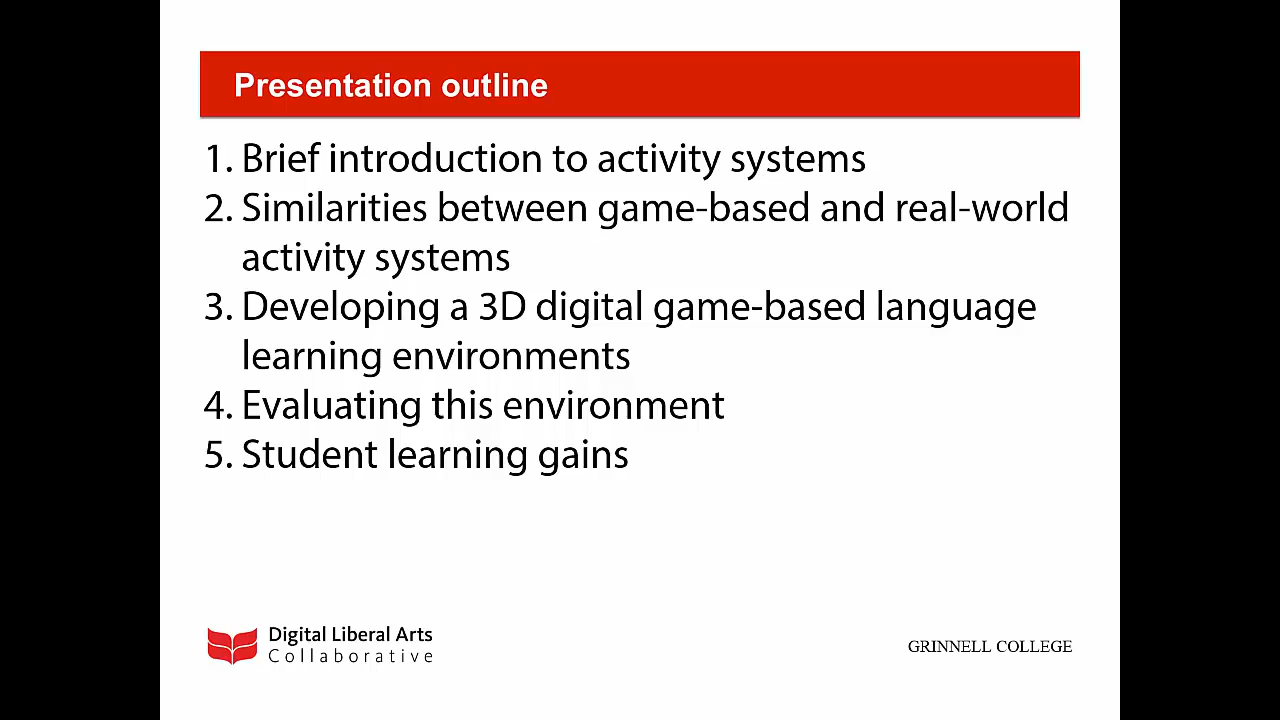 Presentation outline
1. Brief introduction to activity systems
2. Similarities between game-based and real-world
activity systems
3. Developing a 3D digital game-based language
learning environments
4. Evaluating this environment
5. Student learning gains
Digital Liberal Arts
Collaborative
GRINNELL COLLEGE